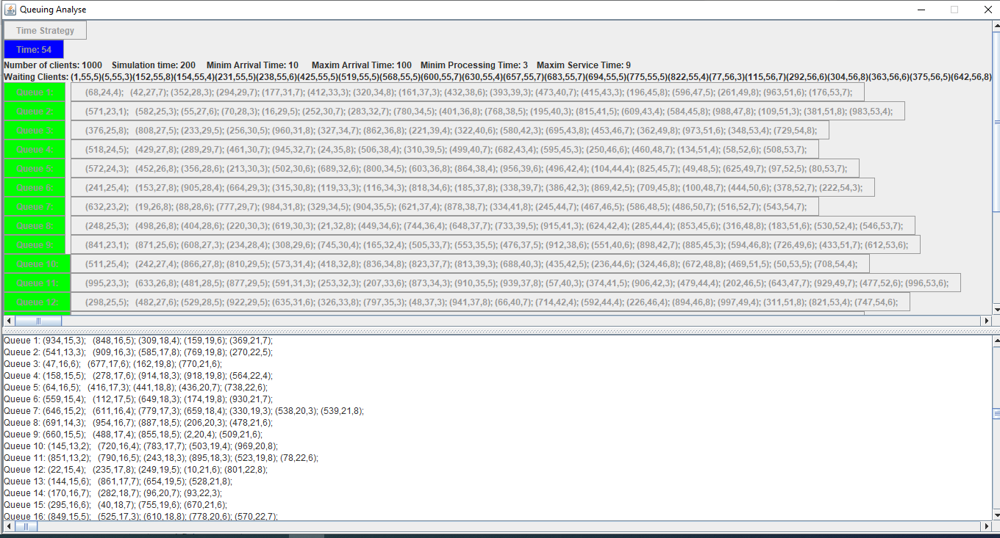 Queuing Analyse
Time Strategy
Time: 54
Number of clients: 1000 Simulation time: 200 Minim Arrival Time: 10 Maxim Arrival Time: 100 Minim Processing Time: 3 Maxim Service Time: 9
Waiting Clients: (1,55,5)(5,55,3)(152,55,8)(154,55,4)(231,55,5)(238,55,6)(425,55,5)(519,55,5)(568,55,5)(600,55,7)(630,55,4)(657,55,7)(683,55,7)(694,55,5)(775,55,5)(822,55,4)(77,56,3)(115,56,7)(292,56,6)(304,56,8)(363,56,6)(375,56,5)(642,56,8)
Queue 1: (68,24,4); (42,27,7); (352,28,3); (294,29,7); (177,31,7); (412,33,3); (320,34,8); (161,37,3); (432,38,6); (393,39,3); (473,40,7); (415,43,3); (196,45,8); (596,47,5); (261,49,8); (963,51,6); (176,53,7);
Queue 2: (571,23,1); (582,25,3); (55,27,6); (70,28,3); (16,29,5); (252,30,7); (283,32,7); (780,34,5); (401,36,8); (768,38,5); (195,40,3); (815,41,5); (609,43,4); (584,45,8); (988,47,8); (109,51,3); (381,51,8); (983,53,4);
Queue 3: (376,25,8); (808,27,5); (233,29,5); (256,30,5); (960,31,8); (327,34,7); (862,36,8); (221,39,4); (322,40,6); (580,42,3); (695,43,8); (453,46,7); (362,49,8); (973,51,6); (348,53,4); (729,54,8);
Queue 4: (518,24,5); (429,27,8); (289,29,7); (461,30,7); (945,32,7); (24,35,8); (506,38,4); (310,39,5); (499,40,7); (682,43,4); (595,45,3); (250,46,6); (460,48,7); (134,51,4); (58,52,6); (508,53,7);
Queue 5: (572,24,3); (452,26,8); (356,28,6); (213,30,3); (502,30,6); (689,32,6); (800,34,5); (603,36,8); (864,38,4); (956,39,6); (496,42,4); (104,44,4); (825,45,7); (49,48,5); (625,49,7); (97,52,5); (80,53,7);
Queue 6: (241,25,4); (153,27,8); (905,28,4); (664,29,3); (315,30,8); (119,33,3); (116,34,3); (818,34,6); (185,37,8); (338,39,7); (386,42,3); (869,42,5); (709,45,8); (100,48,7); (444,50,6); (378,52,7); (222,54,3);
Queue 7: (632,23,2); (19,26,8); (88,28,6); (777,29,7); (984,31,8); (329,34,5); (904,35,5); (621,37,4); (878,38,7); (334,41,8); (245,44,7); (467,46,5); (586,48,5); (486,50,7); (516,52,7); (543,54,7);
Queue 8: (248,25,3); (498,26,8); (404,28,6); (220,30,3); (619,30,3); (21,32,8); (449,34,6); (744,36,4); (648,37,7); (733,39,5); (915,41,3); (624,42,4); (285,44,4); (853,45,6); (316,48,8); (183,51,6); (530,52,4); (546,53,7);
Queue 9: (841,23,1); (871,25,6); (608,27,3); (234,28,4); (308,29,6); (745,30,4); (165,32,4); (505,33,7); (553,35,5); (476,37,5); (912,38,6); (551,40,6); (898,42,7); (885,45,3); (594,46,8); (726,49,6); (433,51,7); (612,53,6);
Queue 10: (511,25,4); (242,27,4); (866,27,8); (810,29,5); (573,31,4); (418,32,8); (836,34,8); (823,37,7); (813,39,3); (688,40,3); (435,42,5); (236,44,6); (324,46,8); (672,48,8); (469,51,5); (50,53,5); (708,54,4);
Queue 11: (995,23,3); (633,26,8); (481,28,5); (877,29,5); (591,31,3); (253,32,3); (207,33,6); (873,34,3); (910,35,5); (939,37,8); (57,40,3); (374,41,5); (906,42,3); (479,44,4); (202,46,5); (643,47,7); (929,49,7); (477,52,6); (996,53,6);
Queue 12: (298,25,5); (482,27,6); (529,28,5); (922,29,5); (635,31,6); (326,33,8); (797,35,3); (48,37,3); (941,37,8); (66,40,7); (714,42,4); (592,44,4); (226,46,4); (894,46,8); (997,49,4); (311,51,8); (821,53,4); (747,54,6);
Queue 1: (934,15,3); (848,16,5); (309,18,4); (159,19,6); (369,21,7);
Queue 2: (541,13,3); (909,16,3); (585,17,8); (769,19,8); (270,22,5);
Queue 3: (47,16,6); (677,17,6); (162,19,8); (770,21,6);
Queue 4: (158,15,5); (278,17,6); (914,18,3); (918,19,8); (564,22,4);
Queue 5: (64,16,5); (416,17,3); (441,18,8); (436,20,7); (738,22,6);
Queue 6: (559,15,4); (112,17,5); (649,18,3); (174,19,8); (930,21,7);
Queue 7: (646,15,2); (611,16,4); (779,17,3); (659,18,4); (330,19,3); (538,20,3); (539,21,8);
Queue 8: (691,14,3); (954,16,7); (887,18,5); (206,20,3); (478,21,6);
Queue 9: (660,15,5); (488,17,4); (855,18,5); (2,20,4); (509,21,6);
Queue 10: (145,13,2); (720,16,4); (783,17,7); (503,19,4); (969,20,8);
Queue 11: (851,13,2); (790,16,5); (243,18,3); (895,18,3); (523,19,8); (78,22,6);
Queue 12: (22,15,4); (235,17,8); (249,19,5); (10,21,6); (801,22,8);
Queue 13: (144,15,6); (861,17,7); (654,19,5); (528,21,8);
Queue 14: (170,16,7); (282,18,7); (96,20,7); (93,22,3);
Queue 15: (295,16,6); (40,18,7); (755,19,6); (670,21,6);
Queue 16: (849,15,5); (525,17,3); (610,18,8); (778,20,6); (570,22,7);